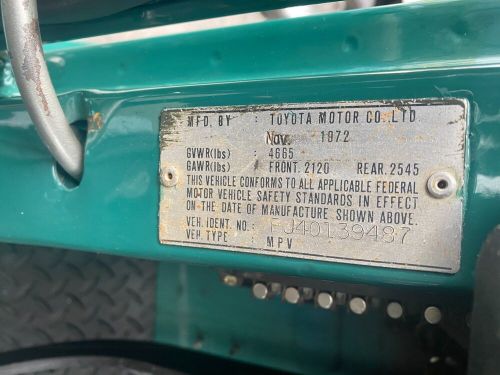 MFD. BY : TOYOTA MOTOR CO., LTD.
Nov. 1972
GVWR(lbs) : 4665
GAWR(lbs) : FRONT. 2120 REAR. 2545
THIS VEHICLE CONFORMS TO ALL APPLICABLE FEDERAL
MOTOR VEHICLE SAFETY STANDARDS IN EFFECT
ON THE DATE OF MANUFACTURE SHOWN ABOVE.
VEH. IDENT. NO. : FJ40139487
VEH. TYPE : MPV